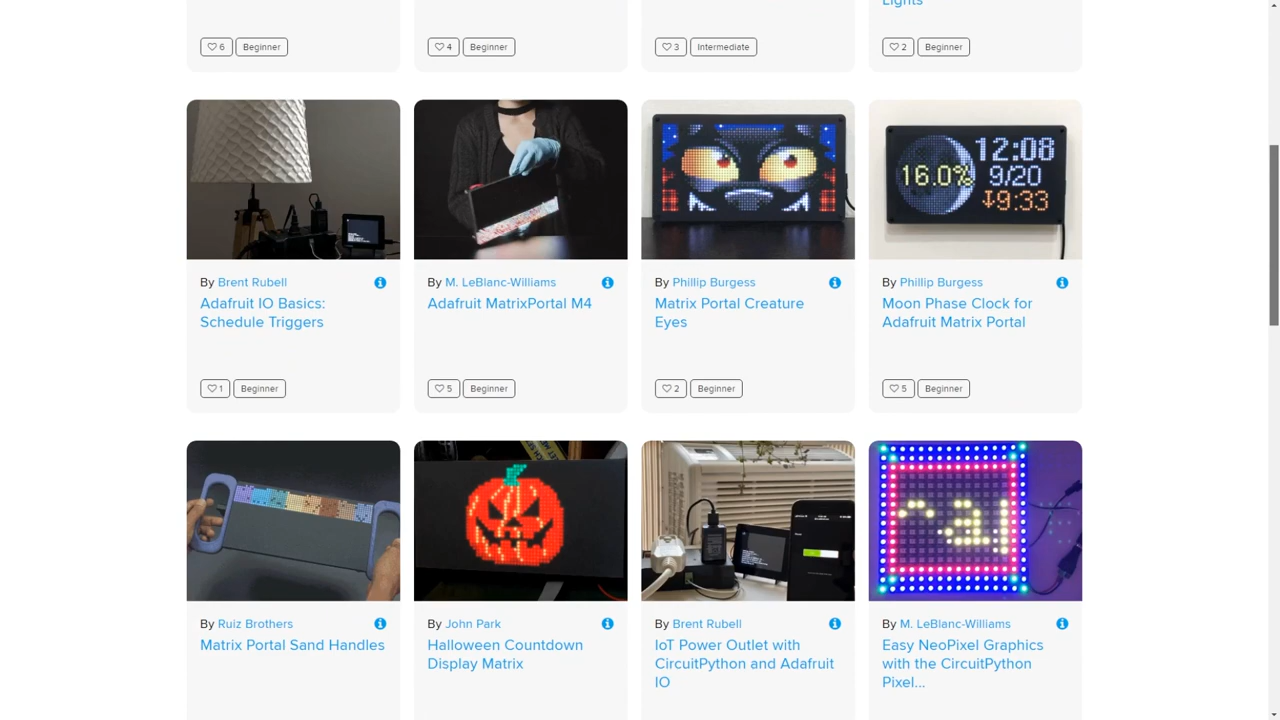 Lights
6 Beginner
4 Beginner
3 Intermediate
2 Beginner
16.0%
12:08
9/20
9:33
By Brent Rubell
Adafruit IO Basics:
Schedule Triggers
1 Beginner
By M. LeBlanc-Williams
Adafruit MatrixPortal M4
5 Beginner
By Phillip Burgess
Matrix Portal Creature
Eyes
2 Beginner
By Phillip Burgess
Moon Phase Clock for
Adafruit Matrix Portal
5 Beginner
By Ruiz Brothers
Matrix Portal Sand Handles
By John Park
Halloween Countdown
Display Matrix
By Brent Rubell
IoT Power Outlet with
CircuitPython and Adafruit
IO
By M. LeBlanc-Williams
Easy NeoPixel Graphics
with the CircuitPython
Pixel...